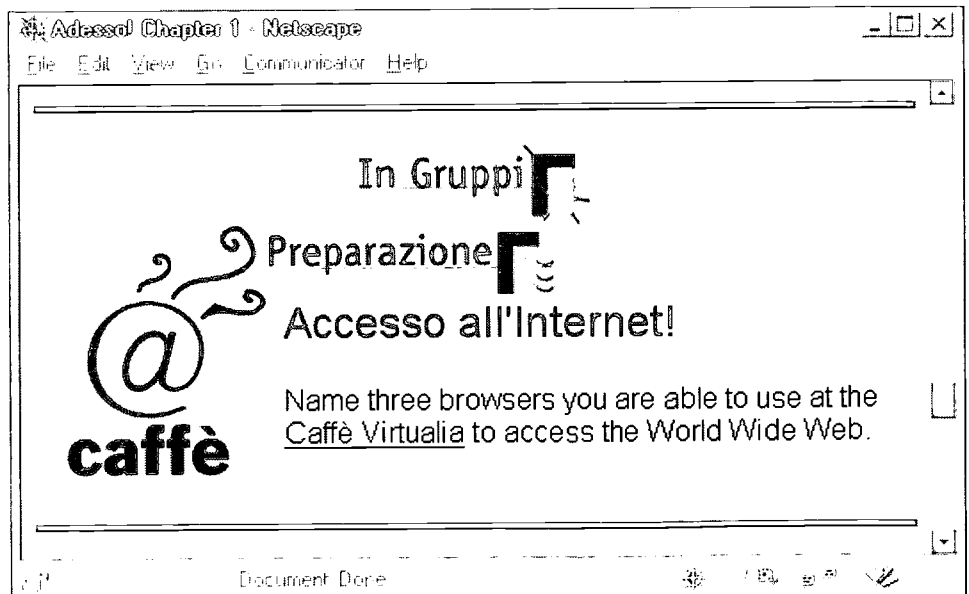 Adesso! Chapter 1 - Netscape
File Edit View Go Communicator Help
In Gruppi
Preparazione
Accesso all'Internet!
Name three browsers you are able to use at the
Caffè Virtualia to access the World Wide Web.
@
caffè
Document Done